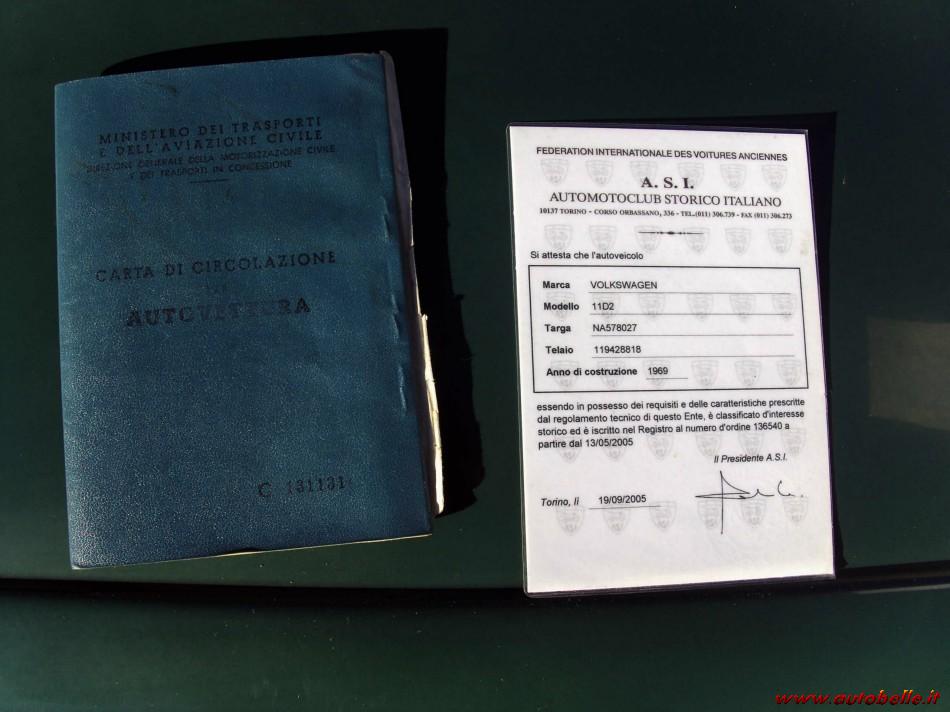 MINISTERO DEI TRASPORTI
E DELL'AVIAZIONE CIVILE
DIREZIONE GENERALE DELLA MOTORIZZAZIONE CIVILE
E DEI TRASPORTI IN CONCESSIONE
CARTA DI CIRCOLAZIONE
AUTOVETTURA
C 131131
FEDERATION INTERNATIONALE DES VOITURES ANCIENNES
A. S. I.
AUTOMOTOCLUB STORICO ITALIANO
10137 TORINO - CORSO ORBASSANO, 336 - TEL.(011) 306.739 - FAX (011) 306.273
Si attesta che l'autoveicolo
Marca VOLKSWAGEN
Modello 11D2
Targa NA578027
Telaio 119428818
Anno di costruzione 1969
essendo in possesso dei requisiti e delle caratteristiche prescritte
dal regolamento tecnico di questo Ente, è classificato d'interesse
storico ed è iscritto nel Registro al numero d'ordine 136540 a
partire dal 13/05/2005
Il Presidente A.S.I.
Torino, lì 19/09/2005
www.autobelle.it